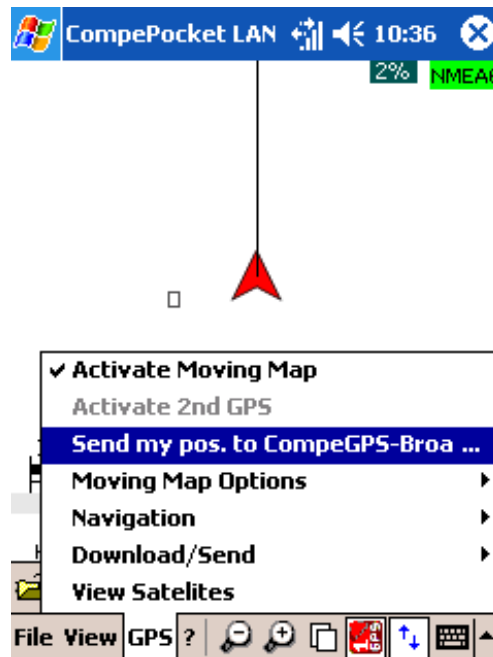 CompePocket LAN 10:36
2% NMEA
Activate Moving Map
Activate 2nd GPS
Send my pos. to CompeGPS-Broa ...
Moving Map Options
Navigation
Download/Send
View Satelites
File View GPS ? GPS